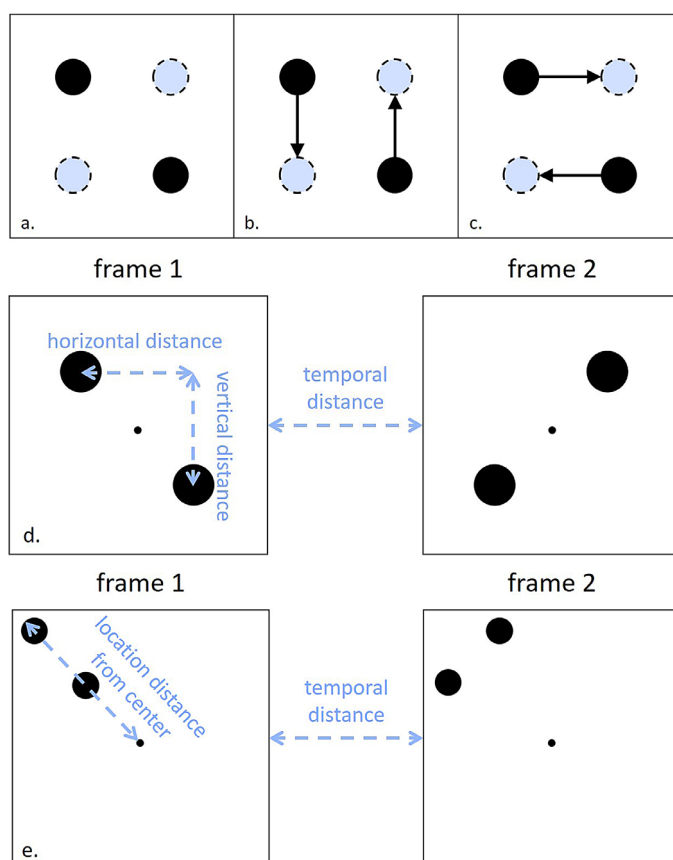 a.
b.
c.
frame 1
frame 2
horizontal distance
vertical distance
temporal
distance
d.
frame 1
frame 2
location distance
from center
temporal
distance
e.